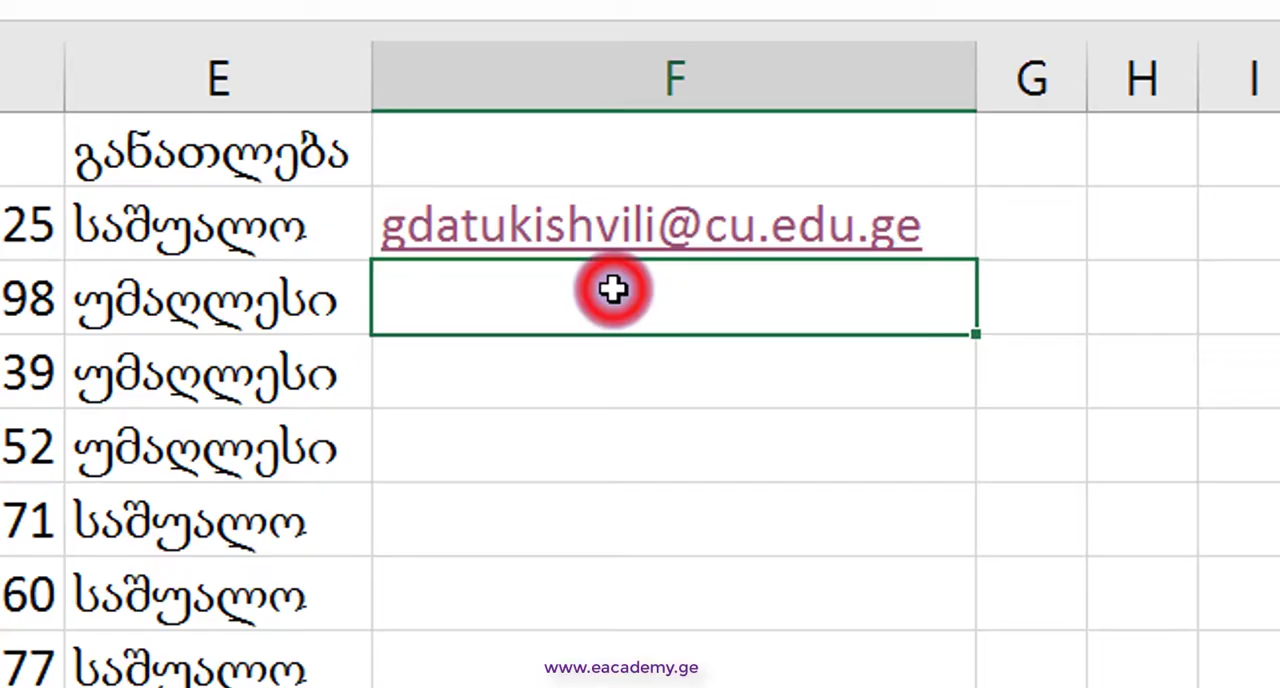 E F G H I
განათლება
25 საშუალო gdatukishvili@cu.edu.ge
98 უმაღლესი
39 უმაღლესი
52 უმაღლესი
71 საშუალო
60 საშუალო
77 საშუალო
www.eacademy.ge